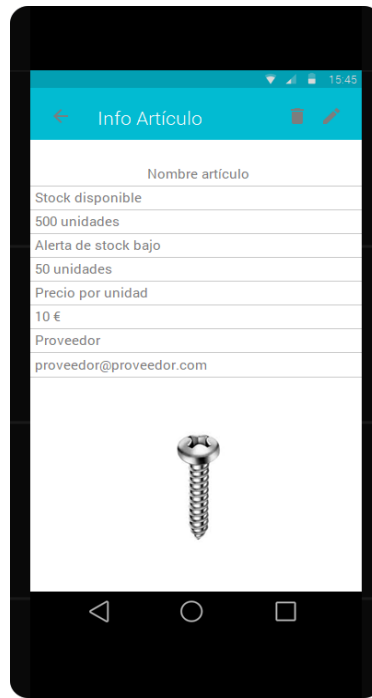 15:45
Info Artículo
Nombre artículo
Stock disponible
500 unidades
Alerta de stock bajo
50 unidades
Precio por unidad
10 €
Proveedor
proveedor@proveedor.com